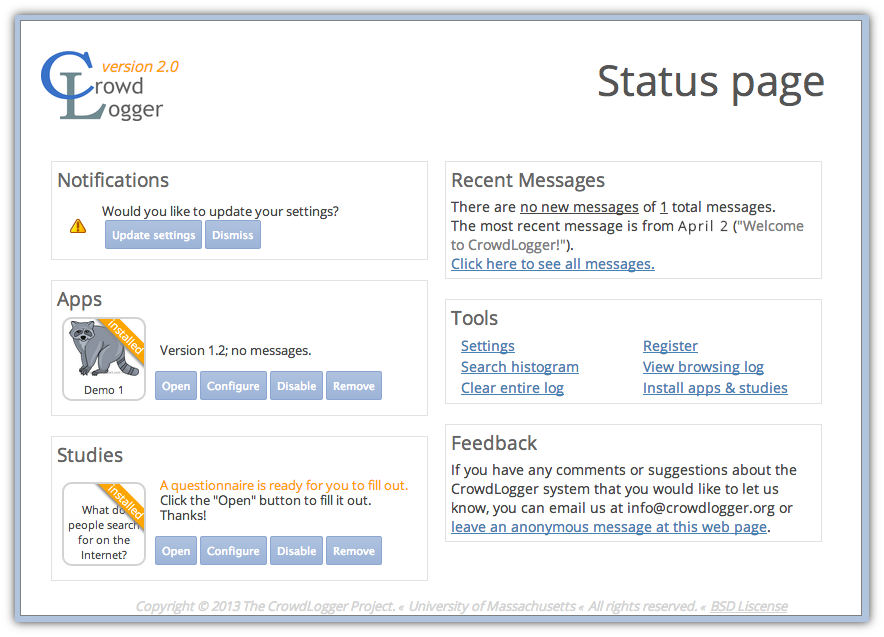 version 2.0
Crowd
Logger
Status page
Notifications
Would you like to update your settings?
Update settings Dismiss
Apps
installed
Demo 1
Version 1.2; no messages.
Open Configure Disable Remove
Studies
installed
What do
people search
for on the
Internet?
A questionnaire is ready for you to fill out.
Click the "Open" button to fill it out.
Thanks!
Open Configure Disable Remove
Recent Messages
There are no new messages of 1 total messages.
The most recent message is from April 2 ("Welcome
to CrowdLogger!").
Click here to see all messages.
Tools
Settings Register
Search histogram View browsing log
Clear entire log Install apps & studies
Feedback
If you have any comments or suggestions about the
CrowdLogger system that you would like to let us
know, you can email us at info@crowdlogger.org or
leave an anonymous message at this web page.
Copyright © 2013 The CrowdLogger Project. « University of Massachusetts « All rights reserved. « BSD Liscense